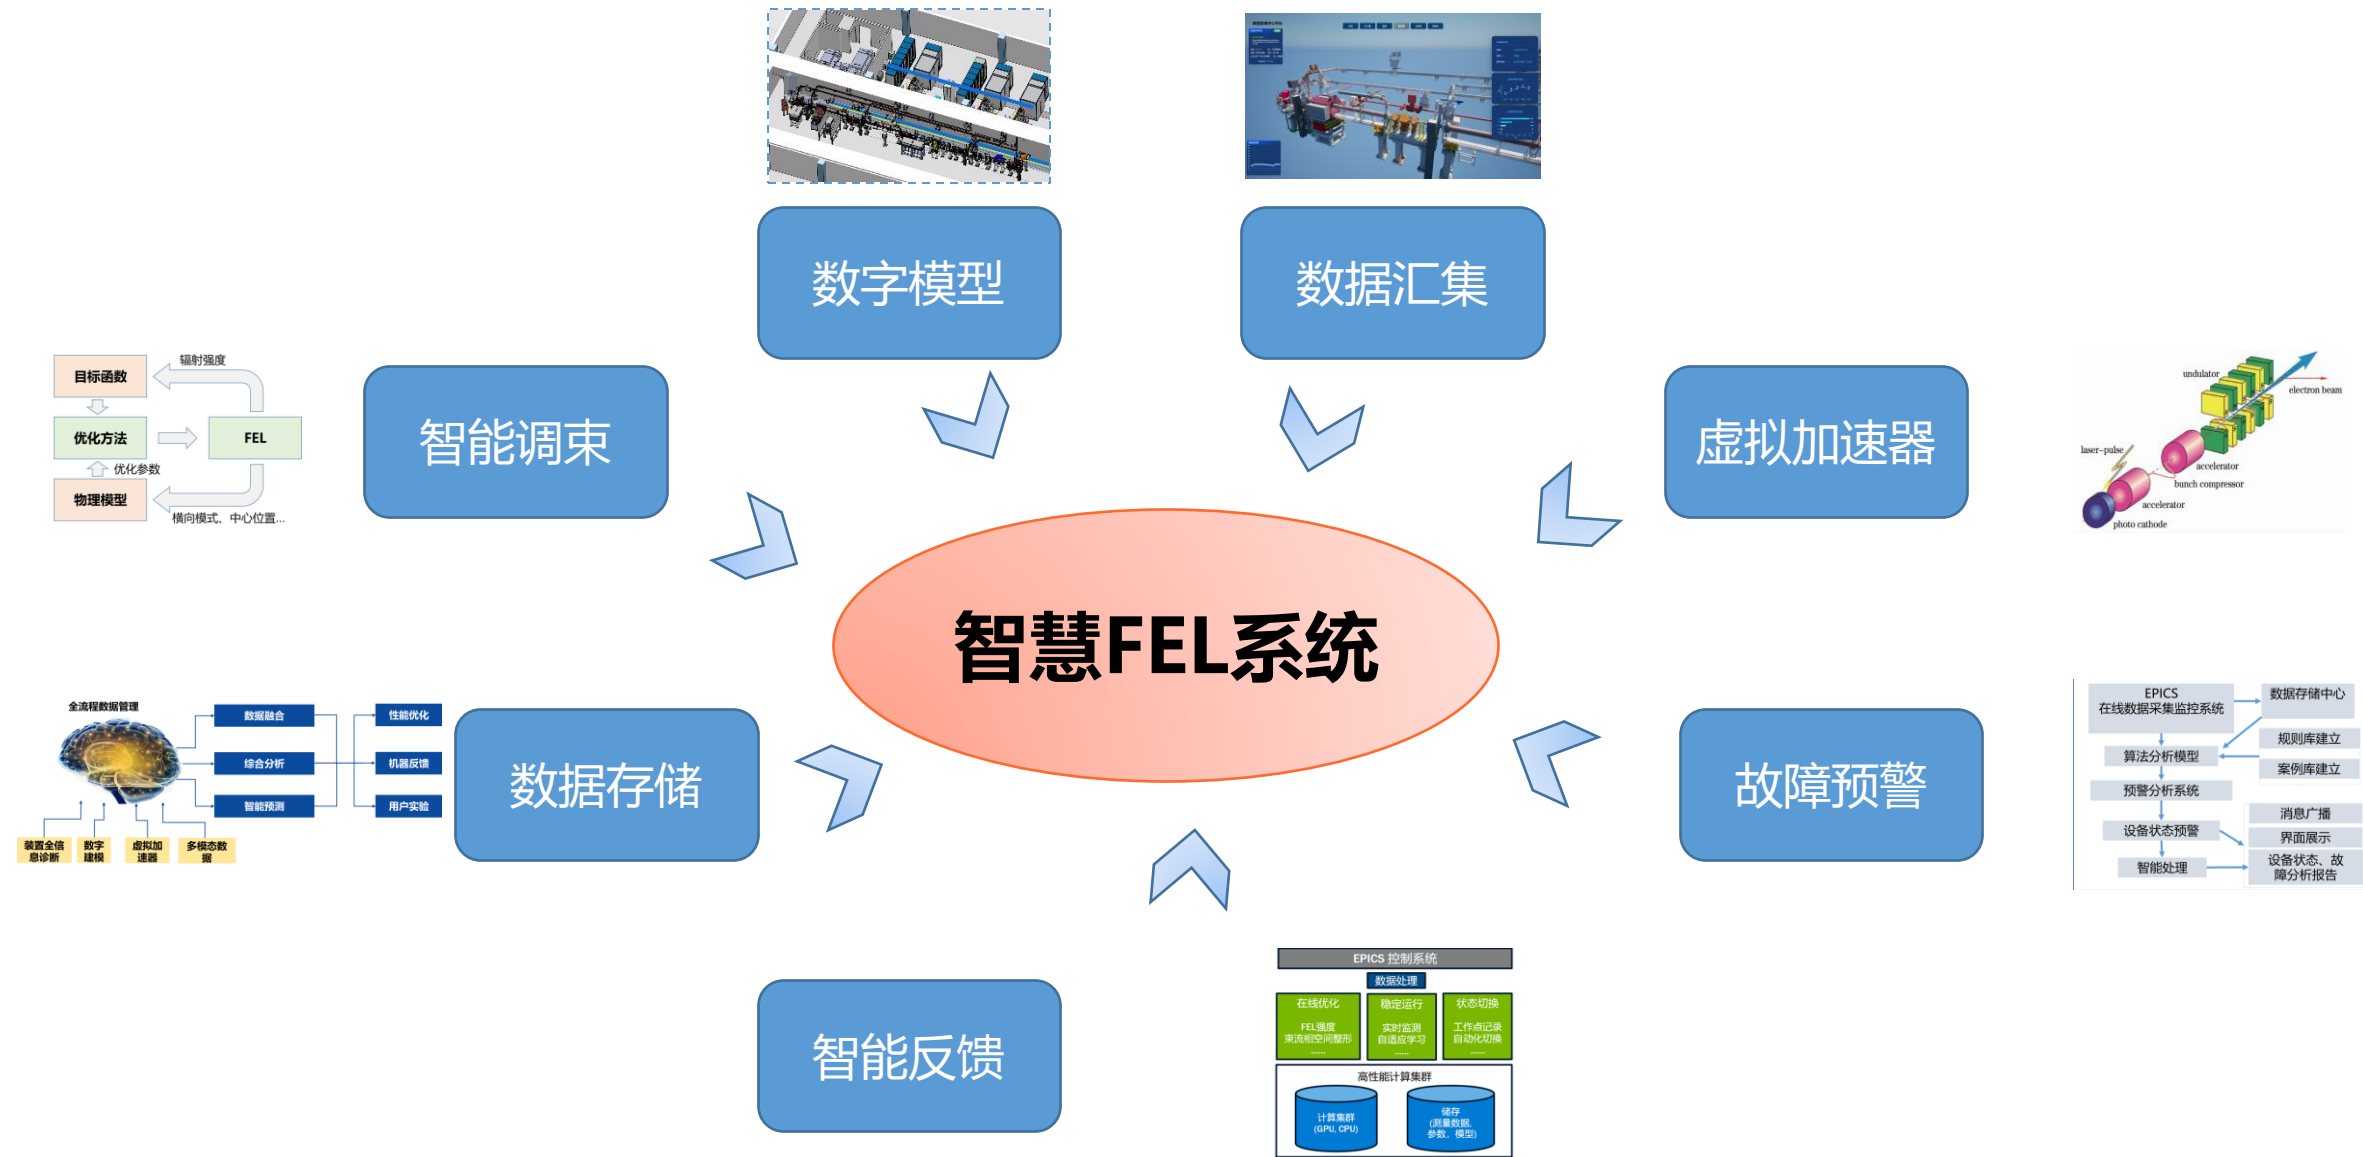 数字模型
数据汇集
智能调束
虚拟加速器
智慧FEL系统
数据存储
故障预警
智能反馈
辐射强度
目标函数
优化方法
FEL
优化参数
物理模型
横向模式、中心位置...
undulator
electron beam
laser-pulse
accelerator
bunch compressor
accelerator
photo cathode
全流程数据管理
数据融合
性能优化
综合分析
机器反馈
智能预测
用户实验
装置全信
息诊断
数字
建模
虚拟加
速器
多模态数
据
EPICS
在线数据采集监控系统
数据存储中心
规则库建立
算法分析模型
案例库建立
预警分析系统
消息广播
设备状态预警
界面展示
智能处理
设备状态、故
障分析报告
EPICS 控制系统
数据处理
在线优化
FEL强度
束流相空间整形
......
稳定运行
实时监测
自适应学习
......
状态切换
工作点记录
自动化切换
......
高性能计算集群
计算集群
(GPU, CPU)
储存
(测量数据,
参数，模型)